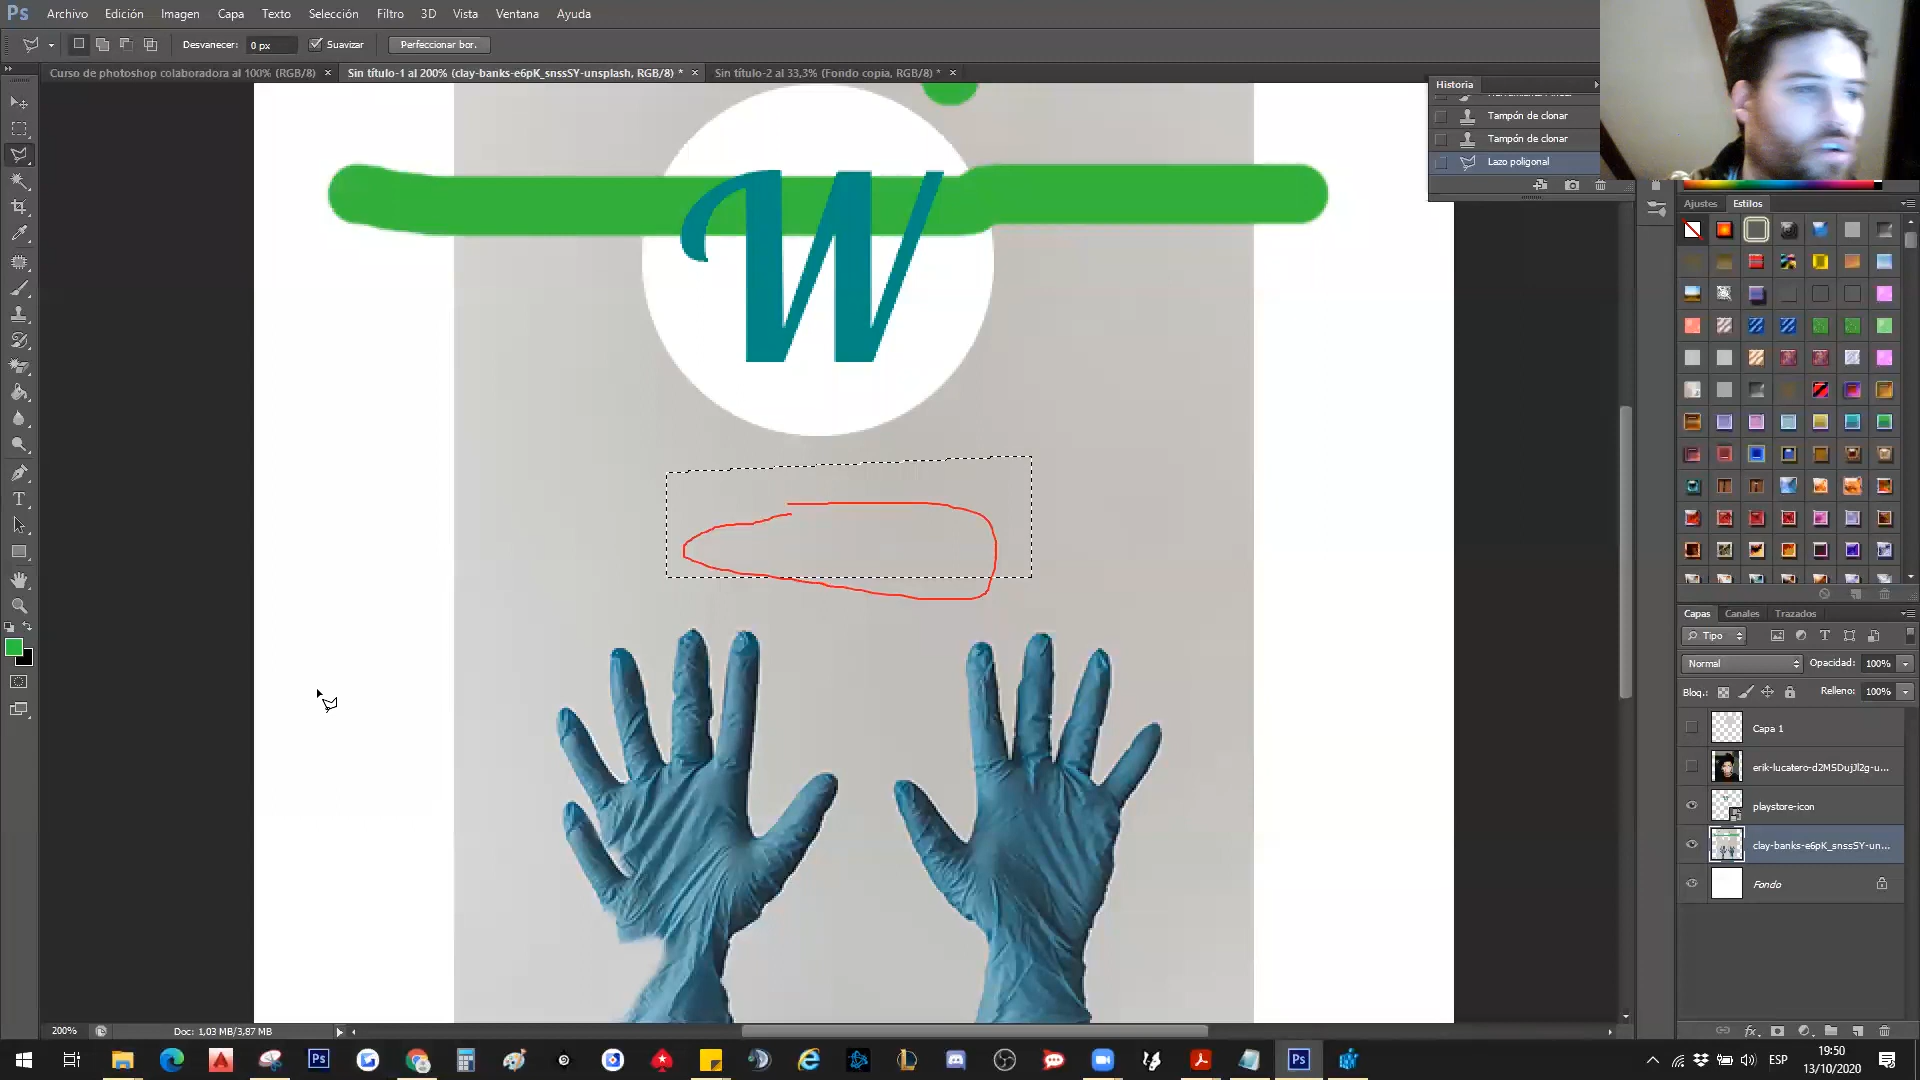 Ps Archivo Edición Imagen Capa Texto Selección Filtro 3D Vista Ventana Ayuda
Desvanecer: 0 px Suavizar Perfeccionar bor.
Curso de photoshop colaboradora al 100% (RGB/8) × Sin título-1 al 200% (clay-banks-e6pK_snssSY-unsplash, RGB/8) * × Sin título-2 al 33,3% (Fondo copia, RGB/8) * ×
Historia
Tampón de clonar
Tampón de clonar
Lazo poligonal
Ajustes Estilos
W
Capas Canales Trazados
Tipo
Normal Opacidad: 100%
Bloq.: Relleno: 100%
Capa 1
erik-lucatero-d2MSDujJl2g-u...
playstore-icon
clay-banks-e6pK_snssSY-un...
Fondo
200% Doc: 1,03 MB/3,87 MB
ESP
19:50
13/10/2020